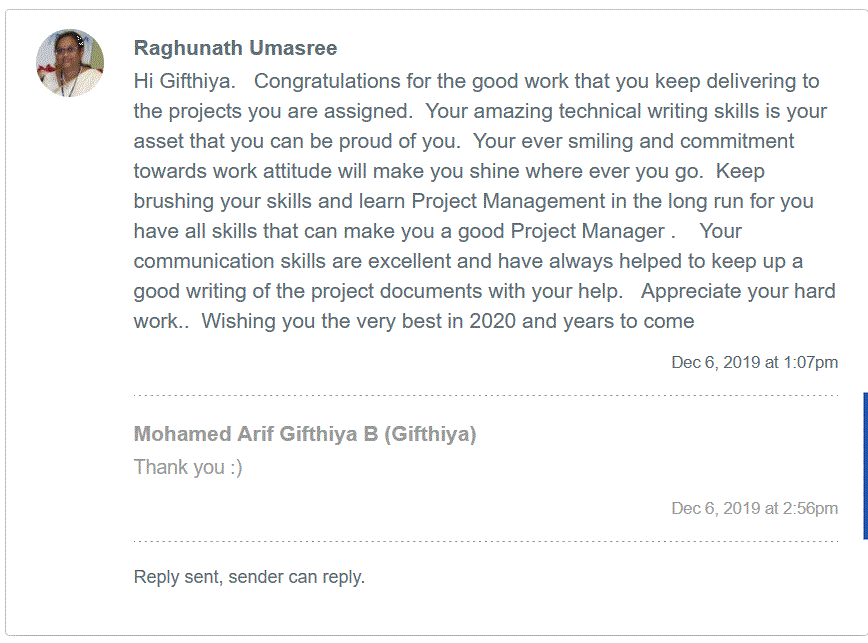 Raghunath Umasree
Hi Gifthiya.   Congratulations for the good work that you keep delivering to
the projects you are assigned.  Your amazing technical writing skills is your
asset that you can be proud of you.  Your ever smiling and commitment
towards work attitude will make you shine where ever you go.  Keep
brushing your skills and learn Project Management in the long run for you
have all skills that can make you a good Project Manager .    Your
communication skills are excellent and have always helped to keep up a
good writing of the project documents with your help.   Appreciate your hard
work..  Wishing you the very best in 2020 and years to come
Dec 6, 2019 at 1:07pm
Mohamed Arif Gifthiya B (Gifthiya)
Thank you :)
Dec 6, 2019 at 2:56pm
Reply sent, sender can reply.